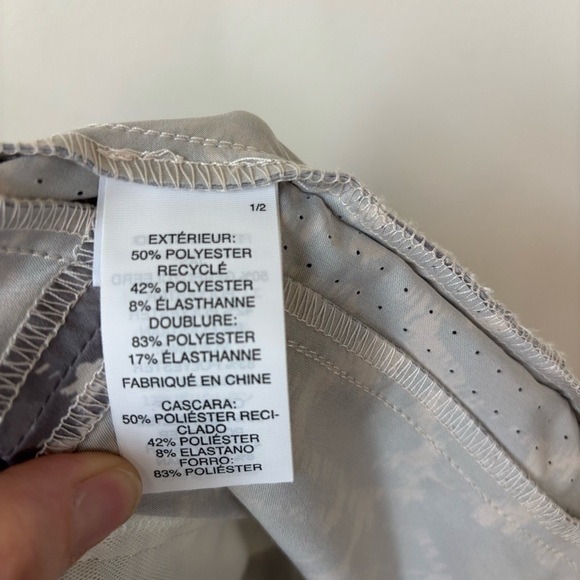 1/2
EXTÉRIEUR:
50% POLYESTER
RECYCLÉ
42% POLYESTER
8% ÉLASTHANNE
DOUBLURE:
83% POLYESTER
17% ÉLASTHANNE
FABRIQUÉ EN CHINE
CASCARA:
50% POLIÉSTER RECI-
CLADO
42% POLIÉSTER
8% ELASTANO
FORRO:
83% POLIÉSTER